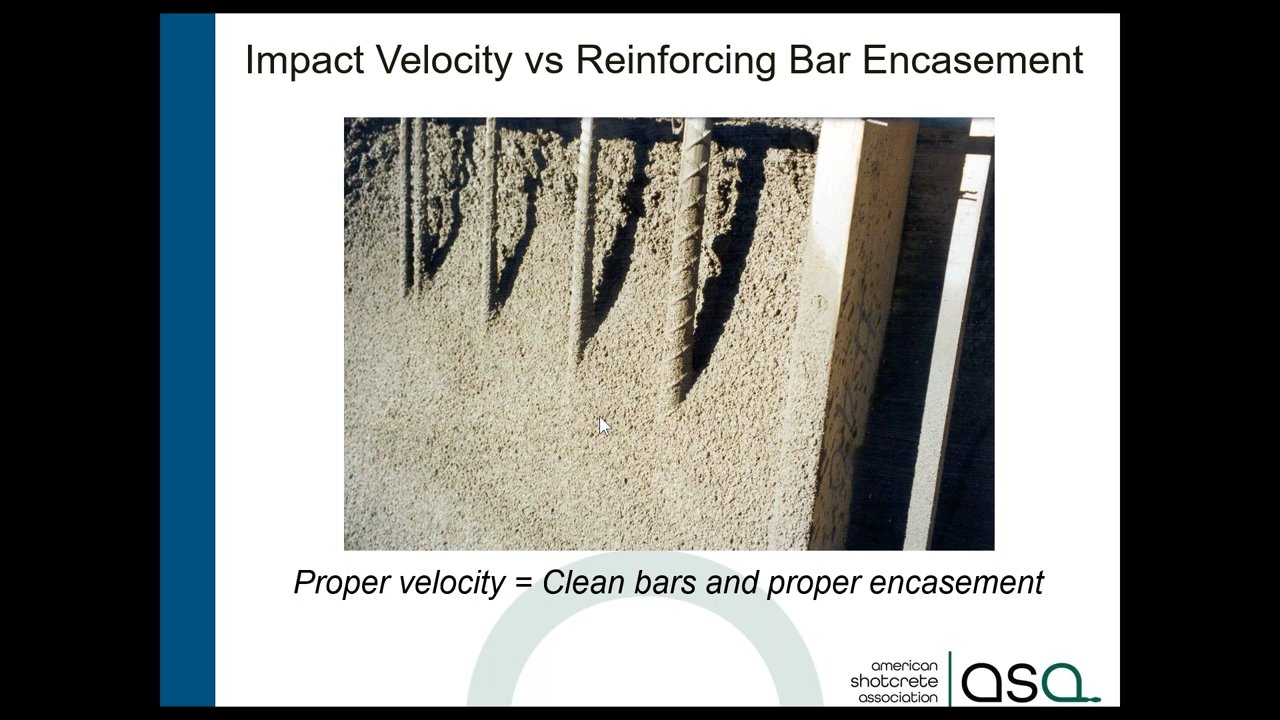 Impact Velocity vs Reinforcing Bar Encasement
Proper velocity = Clean bars and proper encasement
american
shotcrete
association
asa